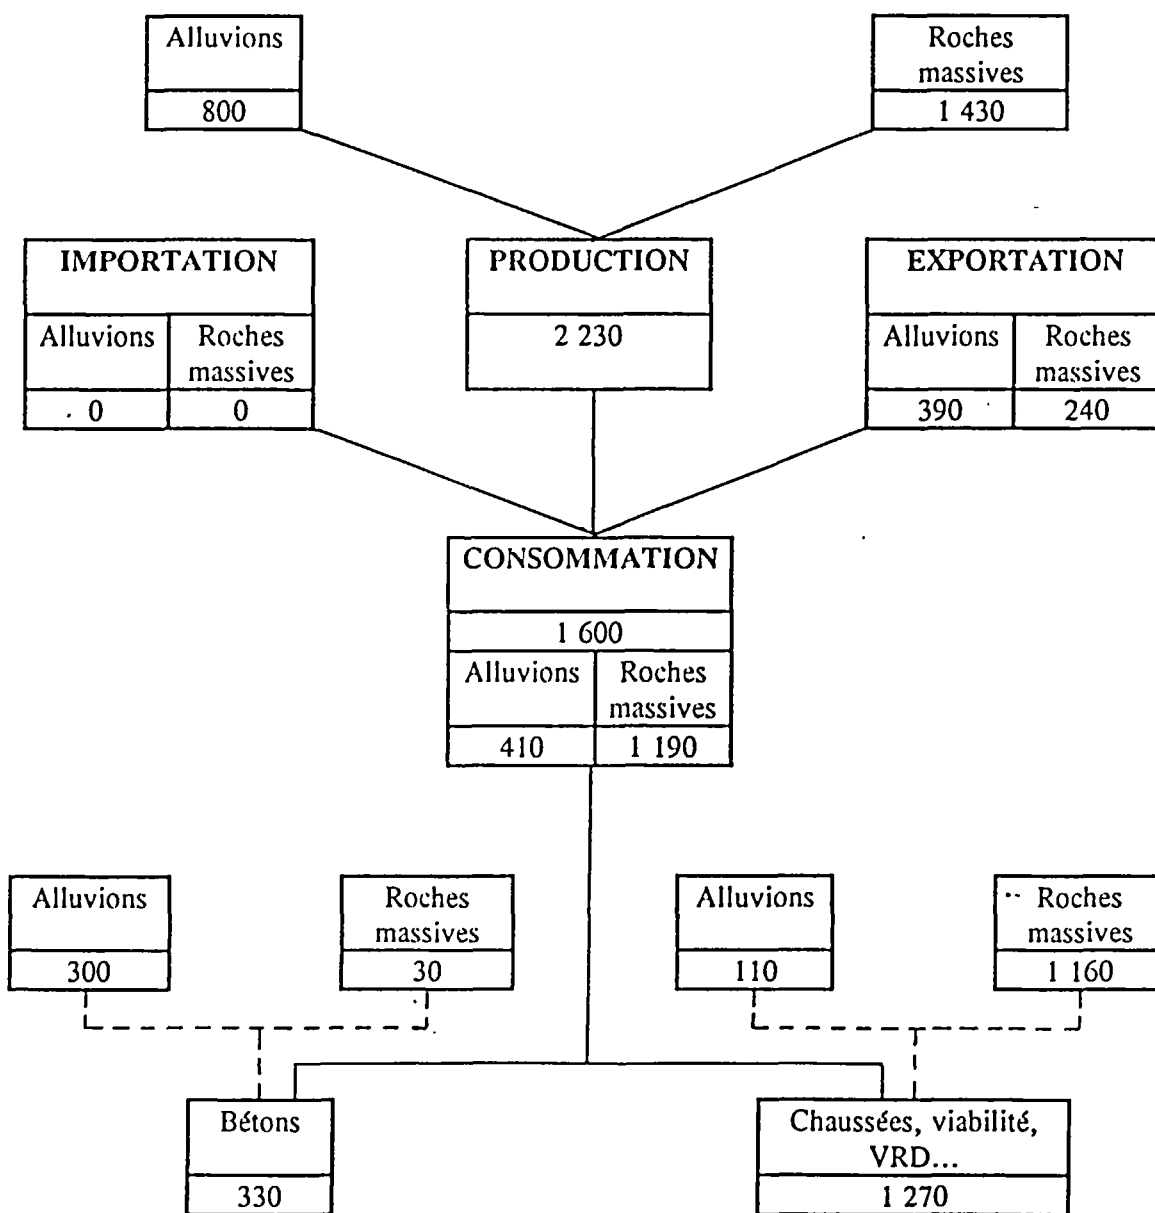 Alluvions
800
Roches
massives
1 430
IMPORTATION
Alluvions
Roches
massives
0
0
PRODUCTION
2 230
EXPORTATION
Alluvions
Roches
massives
390
240
CONSOMMATION
1 600
Alluvions
Roches
massives
410
1 190
Alluvions
300
Roches
massives
30
Alluvions
110
Roches
massives
1 160
Bétons
330
Chaussées, viabilité,
VRD...
1 270